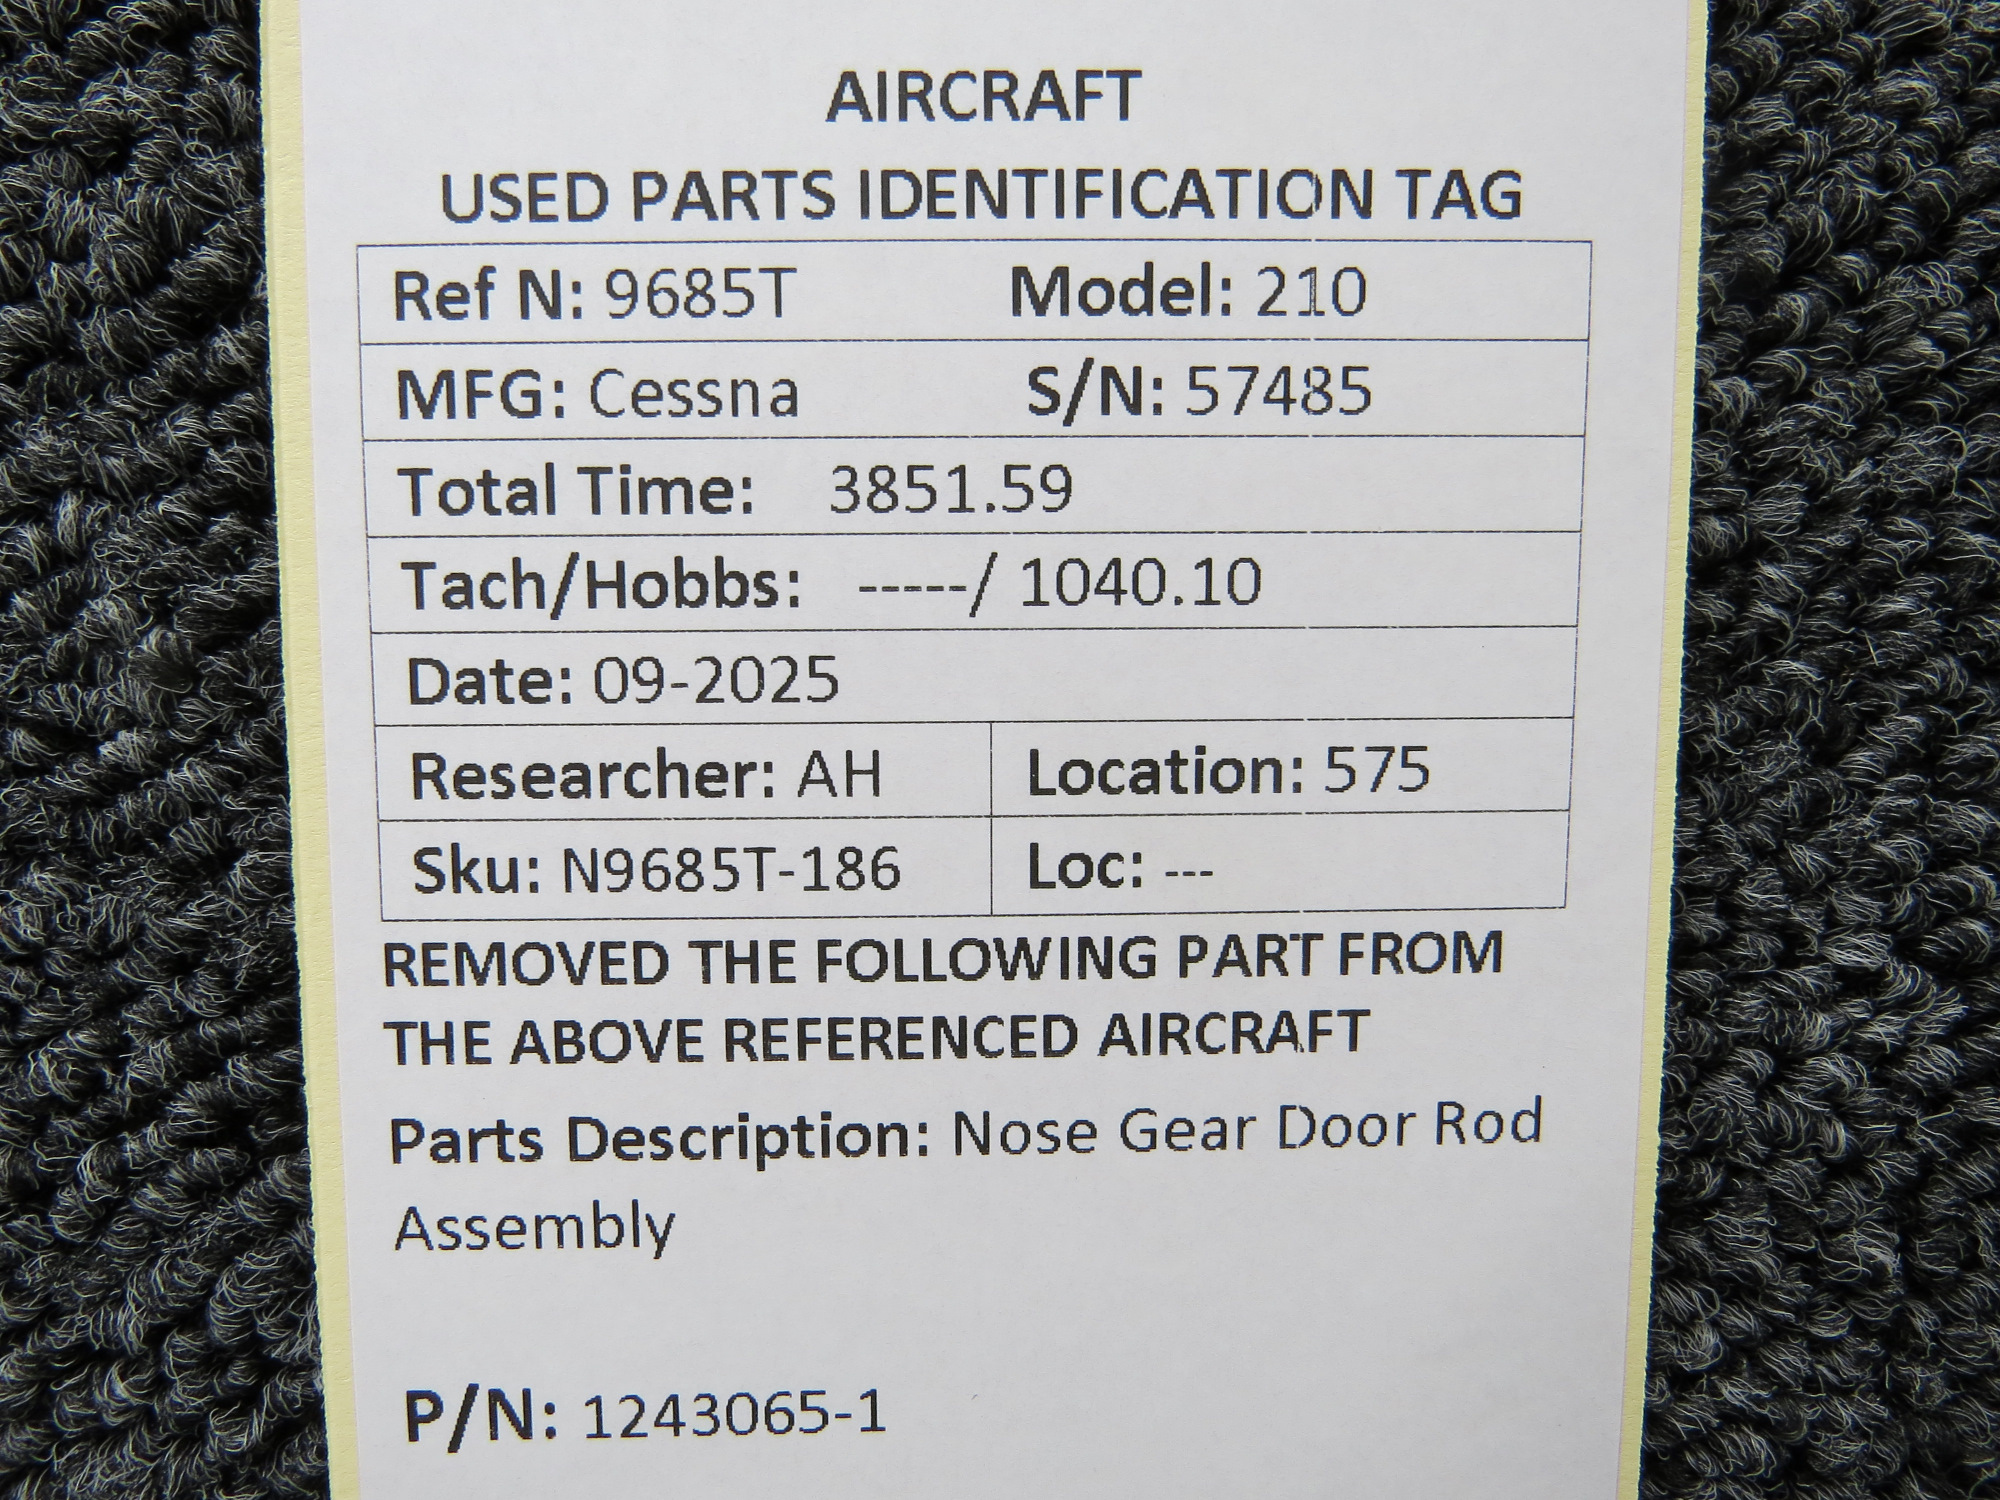 AIRCRAFT
USED PARTS IDENTIFICATION TAG
Ref N: 9685T Model: 210
MFG: Cessna S/N: 57485
Total Time: 3851.59
Tach/Hobbs: -----/ 1040.10
Date: 09-2025
Researcher: AH Location: 575
Sku: N9685T-186 Loc: ---
REMOVED THE FOLLOWING PART FROM
THE ABOVE REFERENCED AIRCRAFT
Parts Description: Nose Gear Door Rod
Assembly
P/N: 1243065-1